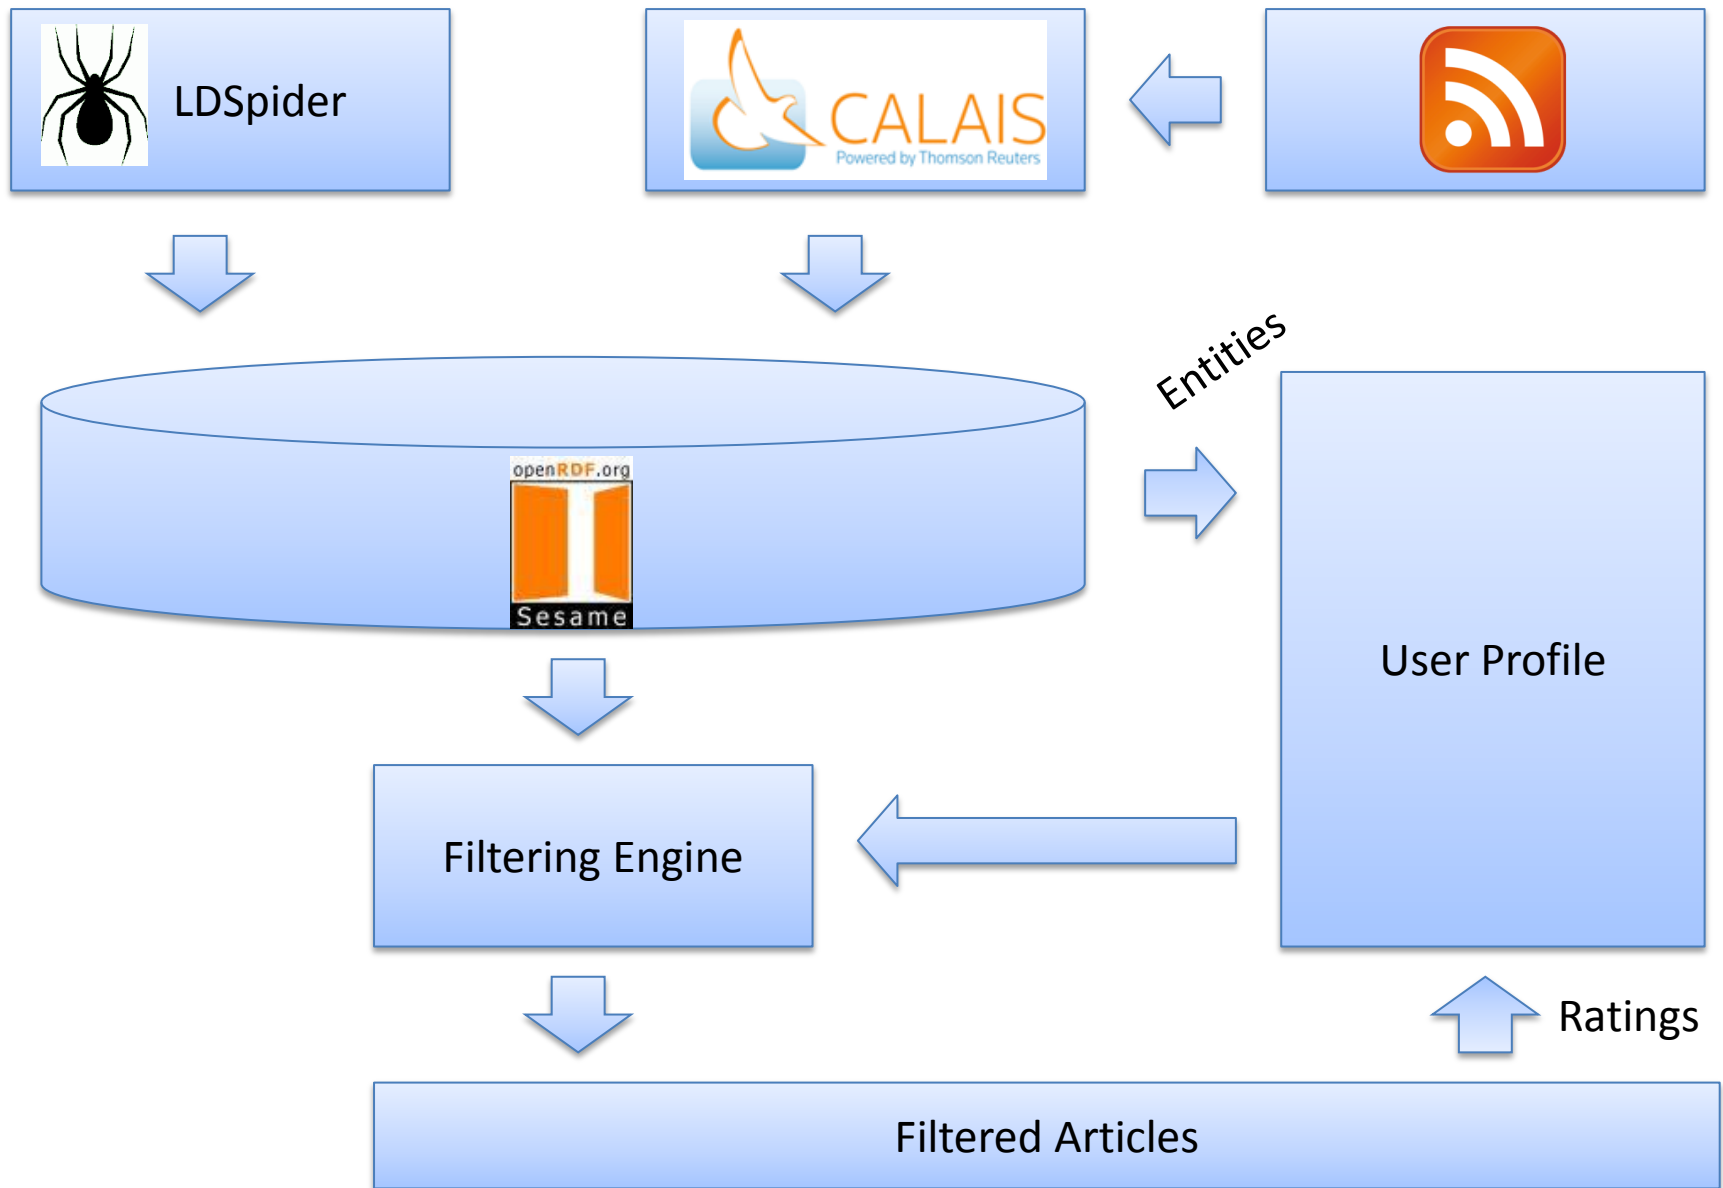 LDSpider
CALAIS
Powered by Thomson Reuters
Entities
openRDF.org
Sesame
User Profile
Filtering Engine
Ratings
Filtered Articles